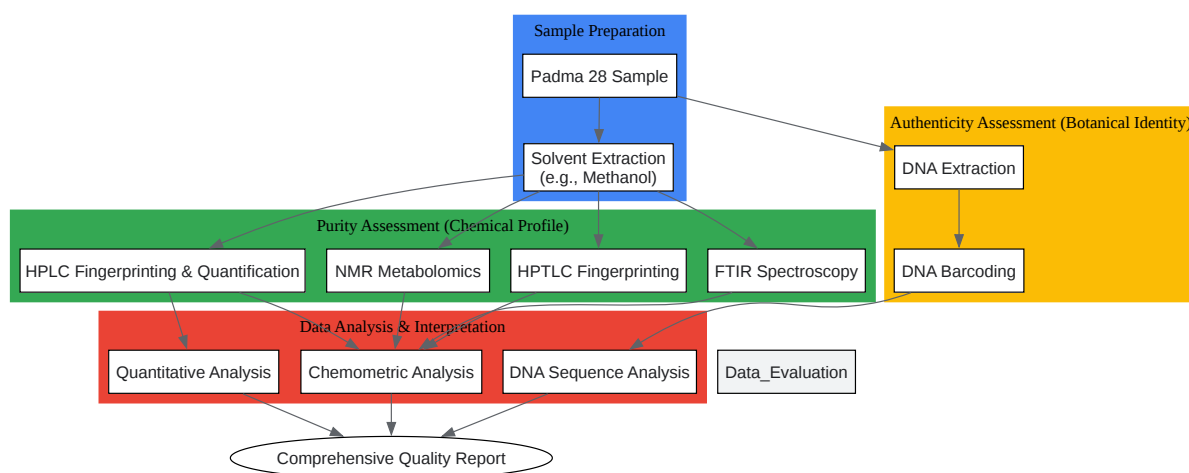 Sample Preparation
Padma 28 Sample
Authenticity Assessment (Botanical Identity)
Solvent Extraction
(e.g., Methanol)
DNA Extraction
Purity Assessment (Chemical Profile)
HPLC Fingerprinting & Quantification
NMR Metabolomics
HPTLC Fingerprinting
FTIR Spectroscopy
DNA Barcoding
Data Analysis & Interpretation
Quantitative Analysis
Chemometric Analysis
DNA Sequence Analysis
Data_Evaluation
Comprehensive Quality Report